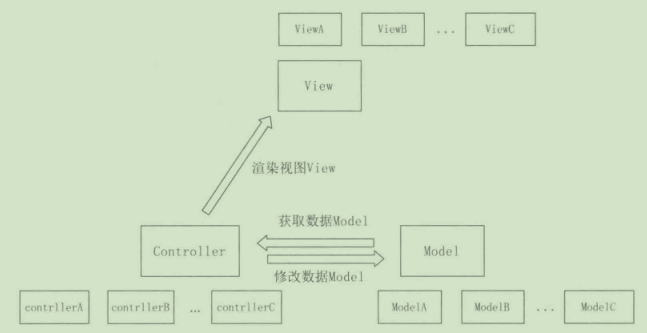 ViewA ViewB ... ViewC
View
渲染视图View
获取数据Model
Controller Model
修改数据Model
contrllerA contrllerB ... contrllerC ModelA ModelB ... ModelC